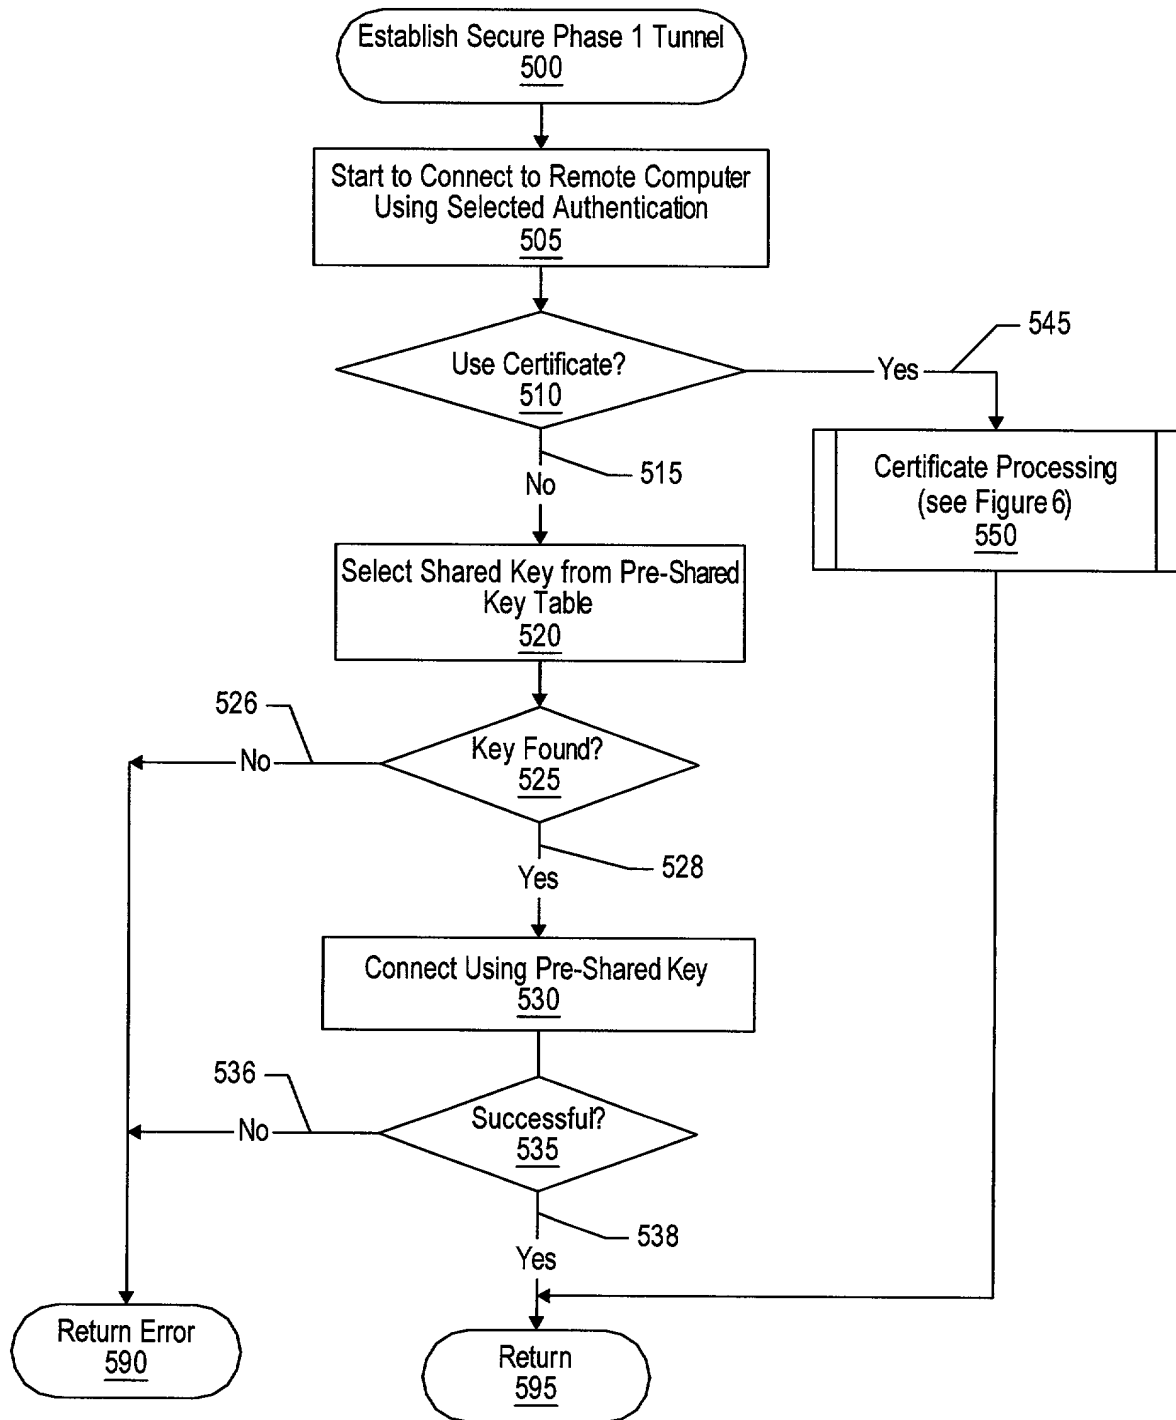 Establish Secure Phase 1 Tunnel
500
Start to Connect to Remote Computer
Using Selected Authentication
505
545
Use Certificate?
510
Yes
515
No
Certificate Processing
(see Figure 6)
550
Select Shared Key from Pre-Shared
Key Table
520
526
No
Key Found?
525
528
Yes
Connect Using Pre-Shared Key
530
536
No
Successful?
535
538
Yes
Return Error
590
Return
595